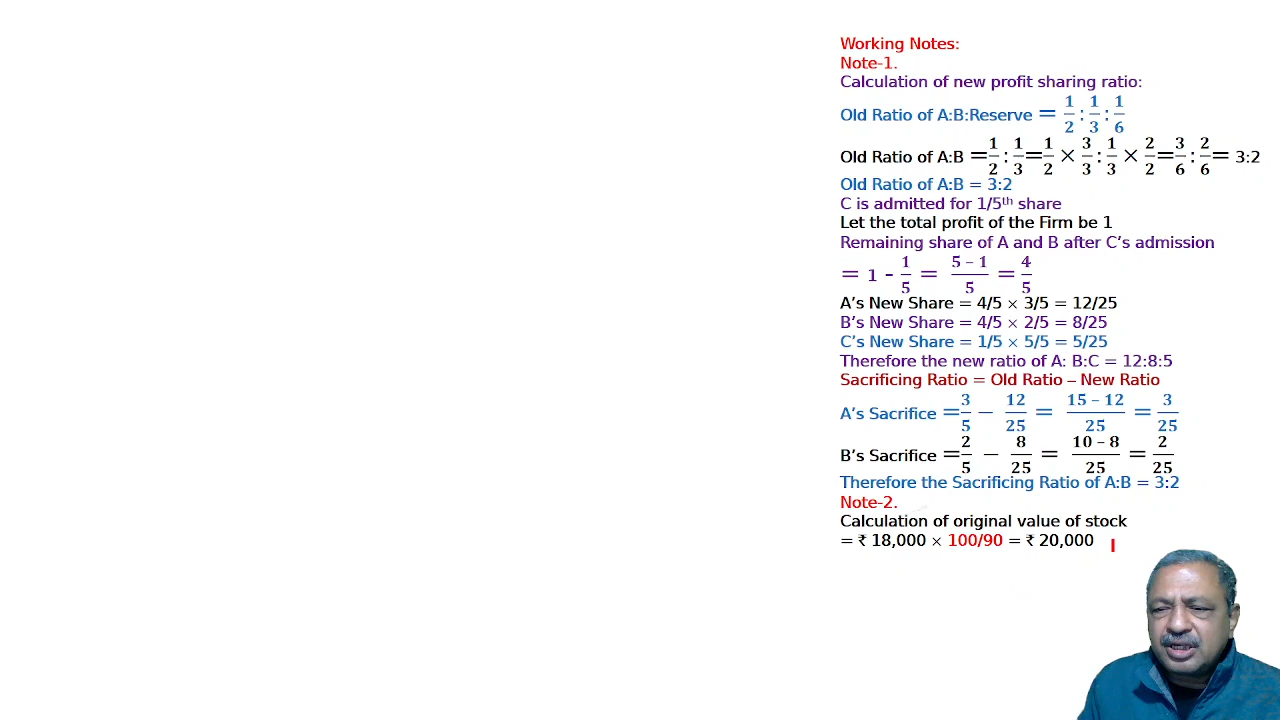 Working Notes:
Note-1.
Calculation of new profit sharing ratio:
Old Ratio of A:B:Reserve = 1/2 : 1/3 : 1/6
Old Ratio of A:B = 1/2 : 1/3 = 1/2 × 3/3 : 1/3 × 2/2 = 3/6 : 2/6 = 3:2
Old Ratio of A:B = 3:2
C is admitted for 1/5th share
Let the total profit of the Firm be 1
Remaining share of A and B after C’s admission
= 1 - 1/5 = (5 – 1)/5 = 4/5
A’s New Share = 4/5 × 3/5 = 12/25
B’s New Share = 4/5 × 2/5 = 8/25
C’s New Share = 1/5 × 5/5 = 5/25
Therefore the new ratio of A: B:C = 12:8:5
Sacrificing Ratio = Old Ratio – New Ratio
A’s Sacrifice = 3/5 – 12/25 = (15 – 12)/25 = 3/25
B’s Sacrifice = 2/5 – 8/25 = (10 – 8)/25 = 2/25
Therefore the Sacrificing Ratio of A:B = 3:2
Note-2.
Calculation of original value of stock
= ₹ 18,000 × 100/90 = ₹ 20,000